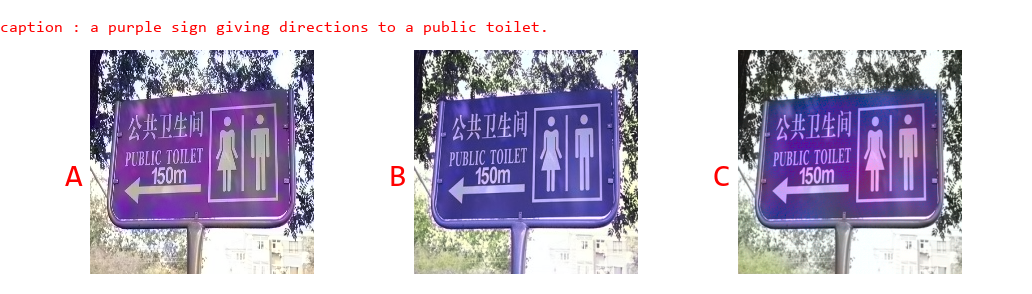 caption : a purple sign giving directions to a public toilet.
A
公共卫生间
PUBLIC TOILET
150m
B
公共卫生间
PUBLIC TOILET
150m
C
公共卫生间
PUBLIC TOILET
150m